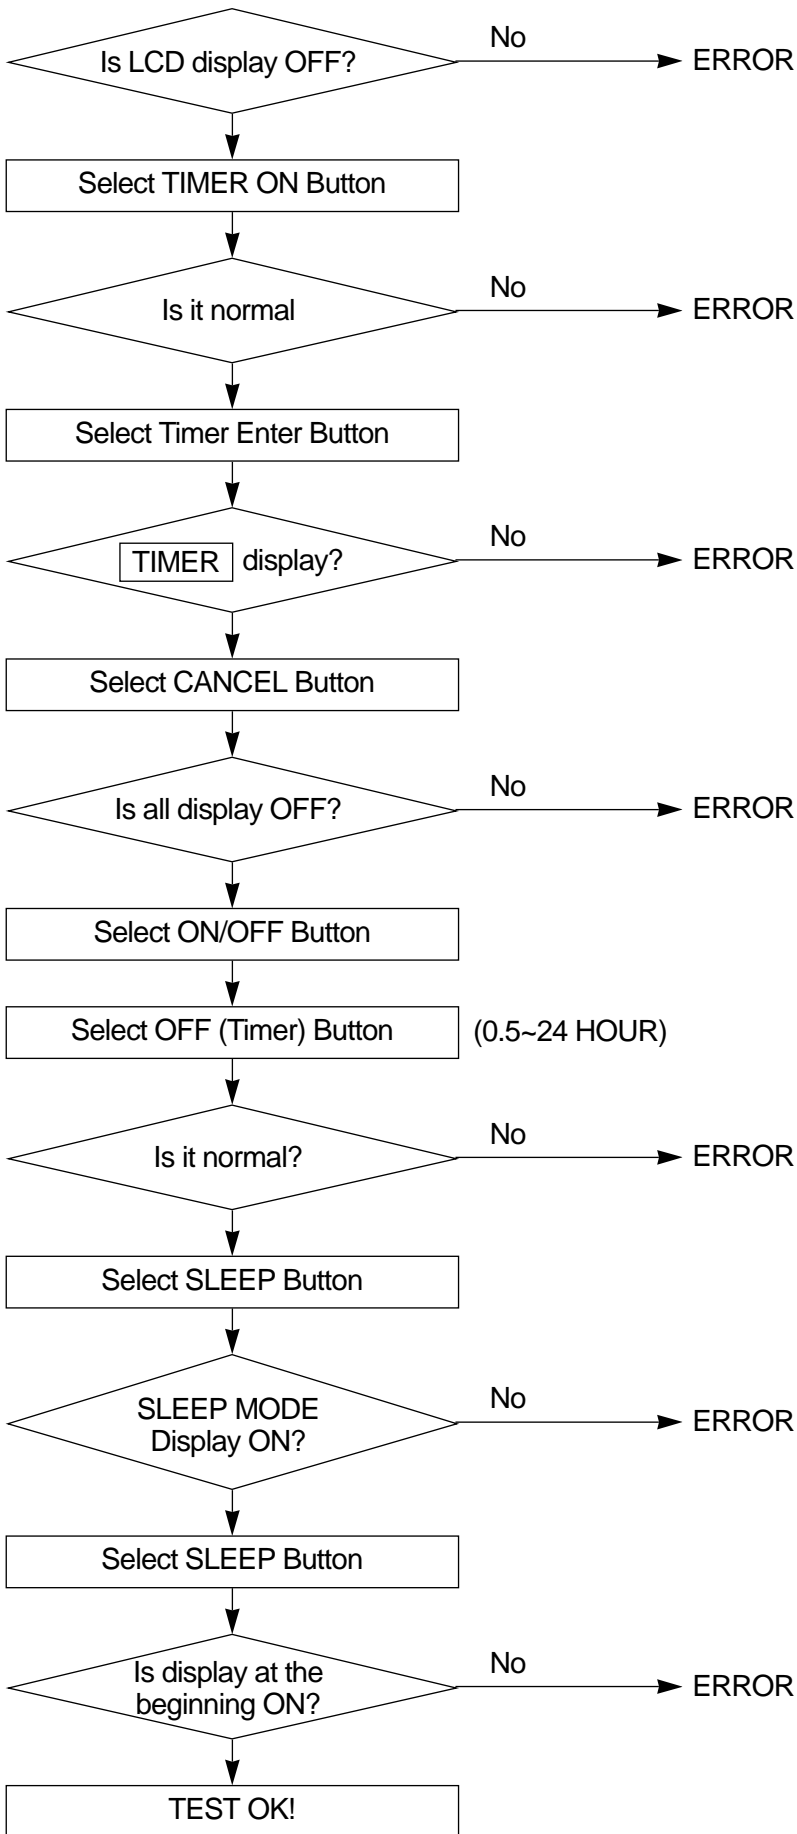 Is LCD display OFF?
No
ERROR
Select TIMER ON Button
Is it normal
No
ERROR
Select Timer Enter Button
TIMER display?
No
ERROR
Select CANCEL Button
Is all display OFF?
No
ERROR
Select ON/OFF Button
Select OFF (Timer) Button (0.5~24 HOUR)
Is it normal?
No
ERROR
Select SLEEP Button
SLEEP MODE
Display ON?
No
ERROR
Select SLEEP Button
Is display at the
beginning ON?
No
ERROR
TEST OK!